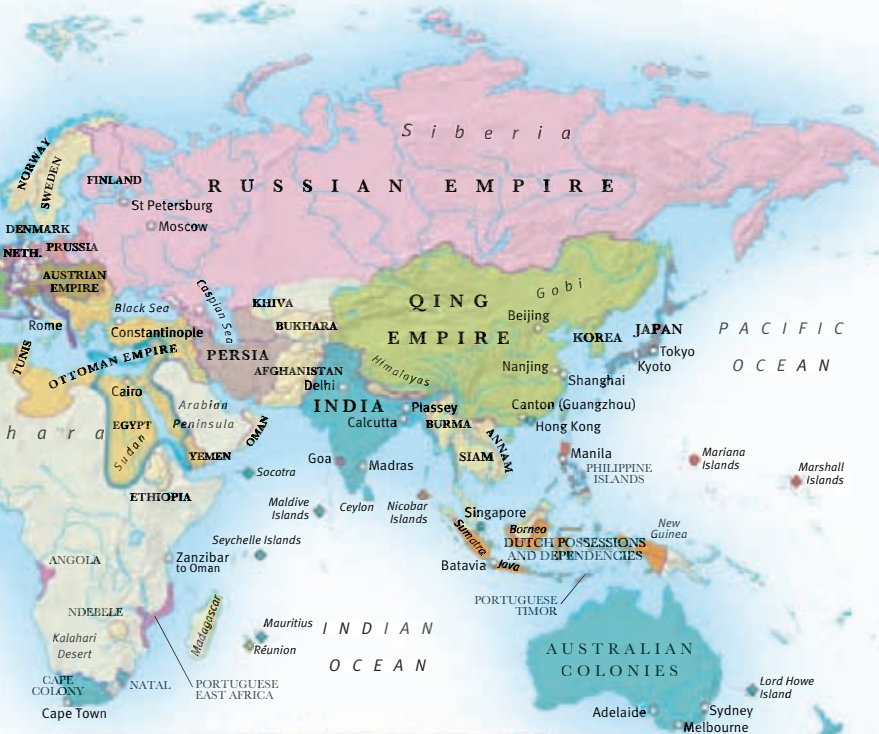 Siberia
NORWAY
SWEDEN
FINLAND
RUSSIAN EMPIRE
St Petersburg
Moscow
DENMARK
NETH.
PRUSSIA
AUSTRIAN
EMPIRE
Black Sea
Caspian Sea
KHIVA
BUKHARA
QING
EMPIRE
Gobi
Beijing
KOREA
JAPAN
Tokyo
Kyoto
PACIFIC
OCEAN
Rome
Constantinople
TUNIS
OTTOMAN EMPIRE
PERSIA
AFGHANISTAN
Delhi
Himalayas
Nanjing
Shanghai
Cairo
EGYPT
Sudan
Arabian
Peninsula
OMAN
YEMEN
INDIA
Calcutta
Plassey
BURMA
Canton (Guangzhou)
Hong Kong
hara
ETHIOPIA
Socotra
Goa
Madras
SIAM
ANNAM
Manila
PHILIPPINE
ISLANDS
Mariana
Islands
Marshall
Islands
Maldive
Islands
Ceylon
Nicobar
Islands
Singapore
Seychelle Islands
Sumatra
Borneo
New
Guinea
DUTCH POSSESSIONS
AND DEPENDENCIES
Batavia
Java
ANGOLA
Zanzibar
to Oman
PORTUGUESE
TIMOR
NDEBELE
Kalahari
Desert
Madagascar
Mauritius
Réunion
INDIAN
OCEAN
AUSTRALIAN
COLONIES
CAPE
COLONY
NATAL
PORTUGUESE
EAST AFRICA
Cape Town
Lord Howe
Island
Adelaide
Sydney
Melbourne